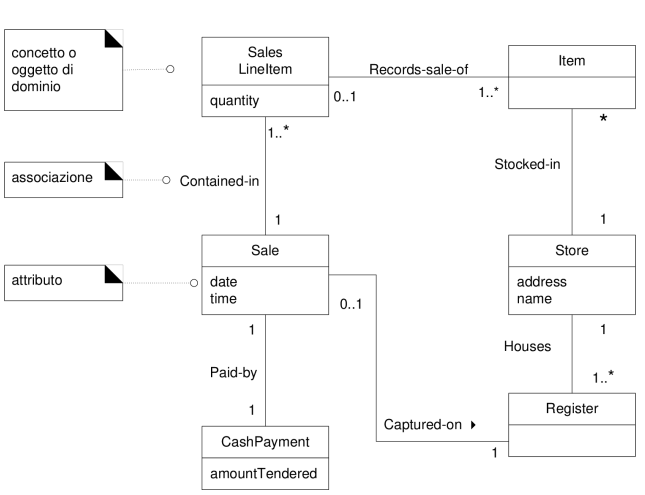 concetto o
oggetto di
dominio
Sales
LineItem
quantity
Records-sale-of
0..1
1..*
Item
1..*
*
associazione
Contained-in
Stocked-in
1
1
attributo
Sale
date
time
0..1
Store
address
name
1
1
Paid-by
Houses
1
1..*
CashPayment
amountTendered
Captured-on
1
Register